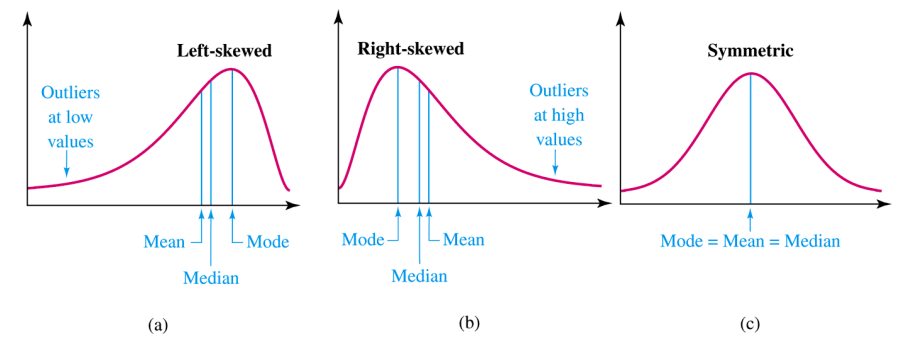 Left-skewed
Outliers
at low
values
Mean
Mode
Median
(a)
Right-skewed
Outliers
at high
values
Mode
Mean
Median
(b)
Symmetric
Mode = Mean = Median
(c)